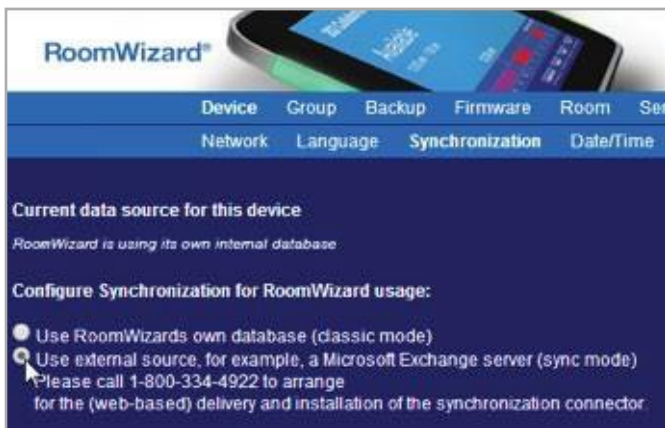 RoomWizard®
Available
Device Group Backup Firmware Room Ser
Network Language Synchronization Date/Time
Current data source for this device
RoomWizard is using its own internal database
Configure Synchronization for RoomWizard usage:
Use RoomWizards own database (classic mode)
Use external source, for example, a Microsoft Exchange server (sync mode)
Please call 1-800-334-4922 to arrange
for the (web-based) delivery and installation of the synchronization connector.